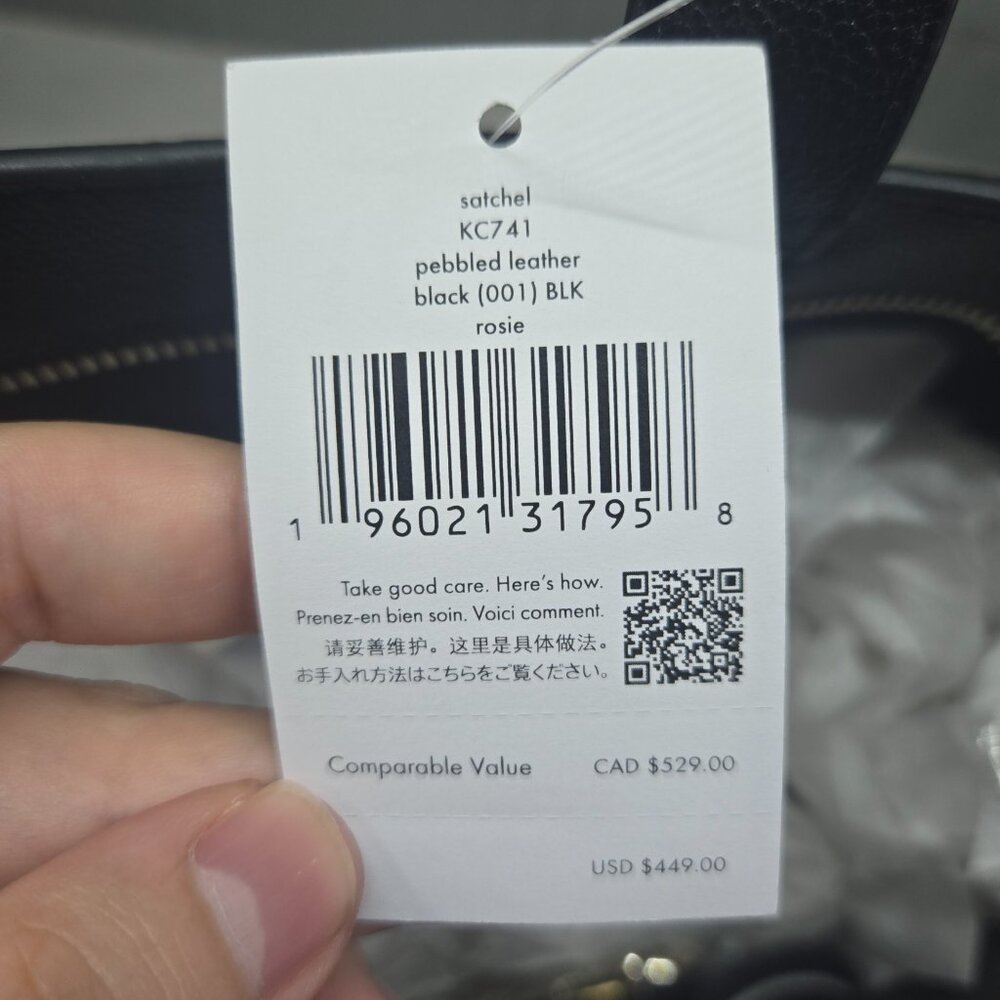 satchel
KC741
pebbled leather
black (001) BLK
rosie
1 96021 31795 8
Take good care. Here's how.
Prenez-en bien soin. Voici comment.
请妥善维护。这里是具体做法。
お手入れ方法はこちらをご覧ください。
Comparable Value CAD $529.00
USD $449.00